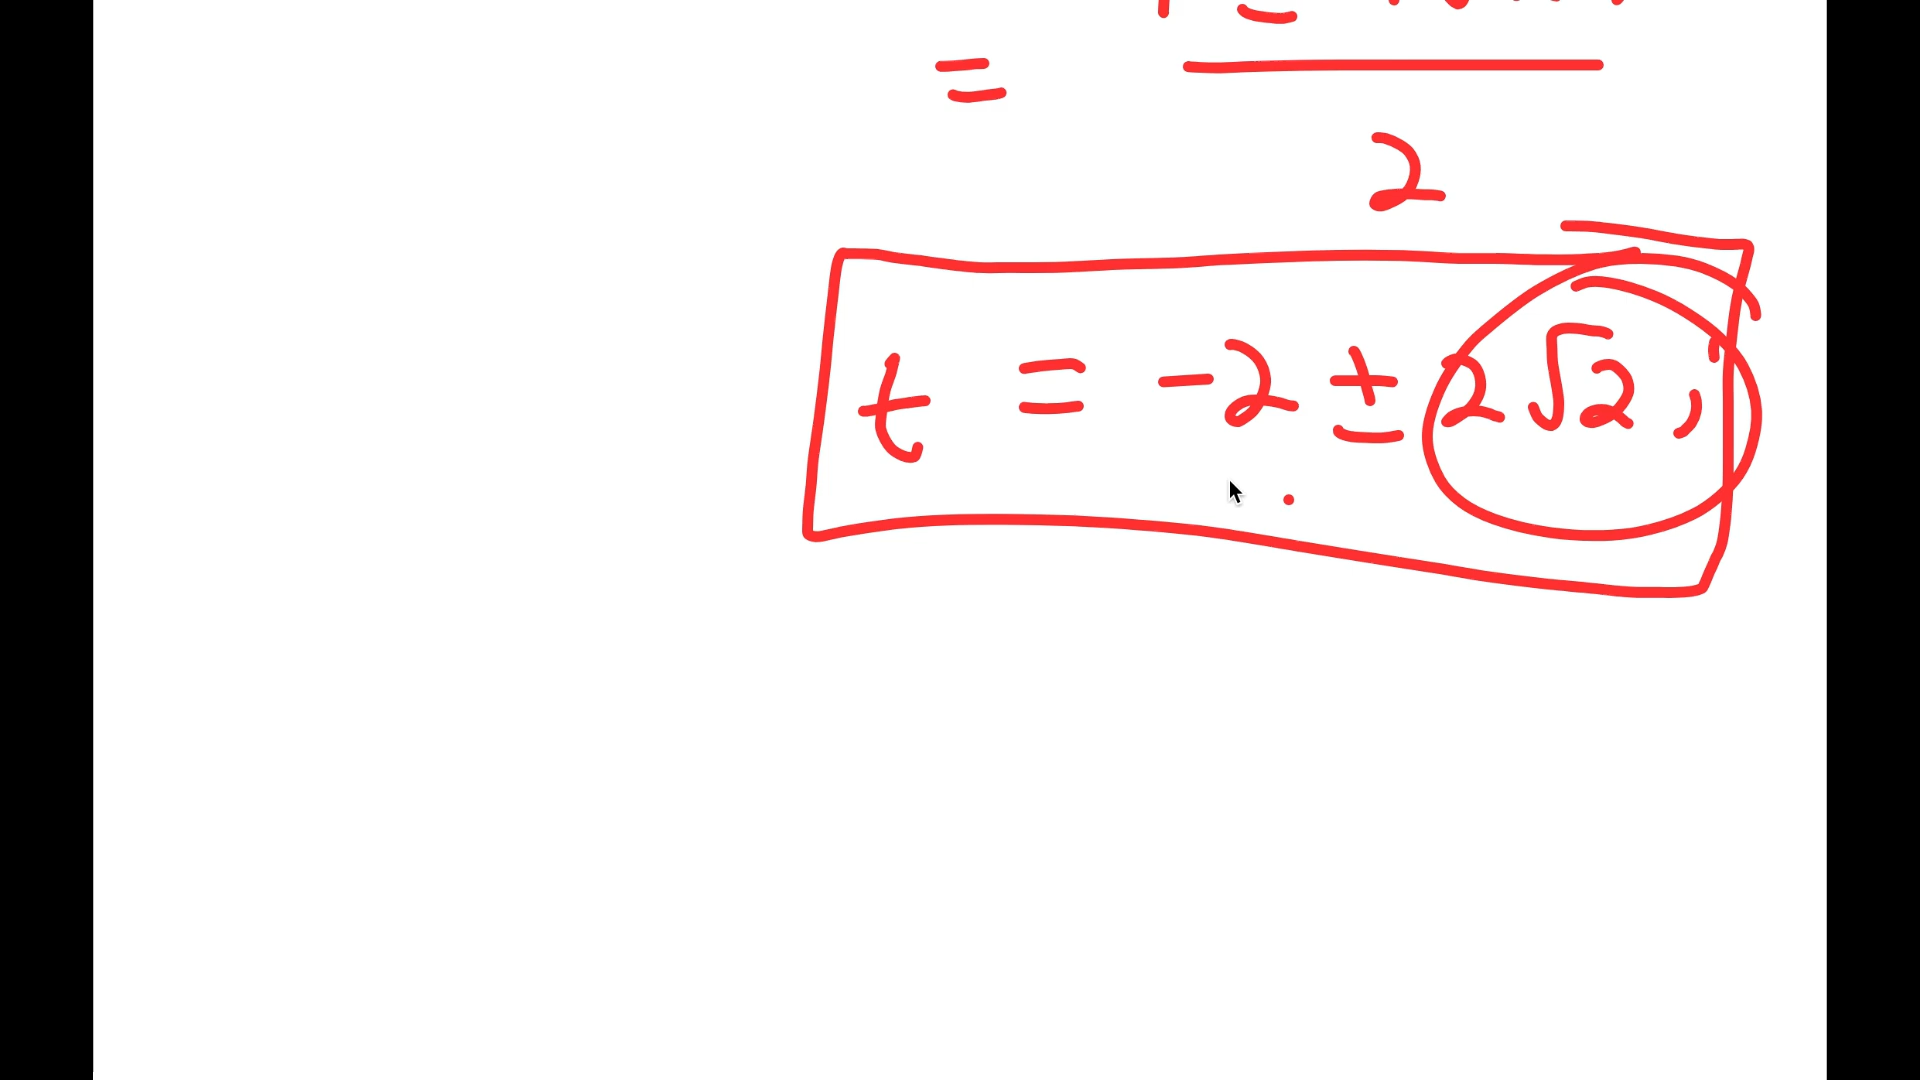 =
2
t = -2 ± 2√2 i